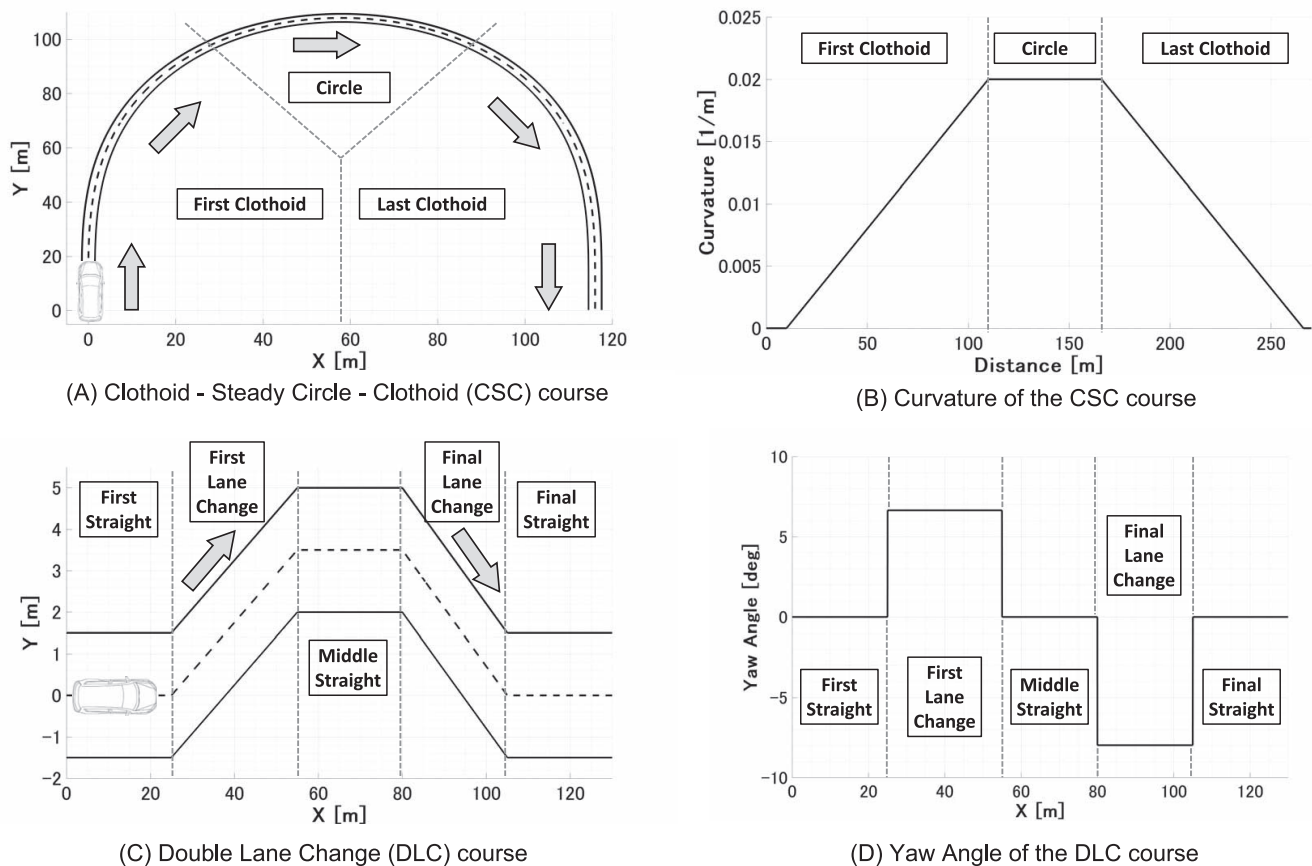 100
80
60
40
20
0
Y [m]
0
20
40
60
80
100
120
X [m]
Circle
First Clothoid
Last Clothoid
(A) Clothoid - Steady Circle - Clothoid (CSC) course
0.025
0.02
0.015
0.01
0.005
0
Curvature [1/m]
First Clothoid
Circle
Last Clothoid
0
50
100
150
200
250
Distance [m]
(B) Curvature of the CSC course
5
4
3
2
1
0
−1
−2
Y [m]
First
Straight
First
Lane
Change
Final
Lane
Change
Final
Straight
Middle
Straight
0
20
40
60
80
100
120
X [m]
(C) Double Lane Change (DLC) course
10
5
0
−5
−10
Yaw Angle [deg]
Final
Lane
Change
First
Straight
First
Lane
Change
Middle
Straight
Final
Straight
0
20
40
60
80
100
120
X [m]
(D) Yaw Angle of the DLC course